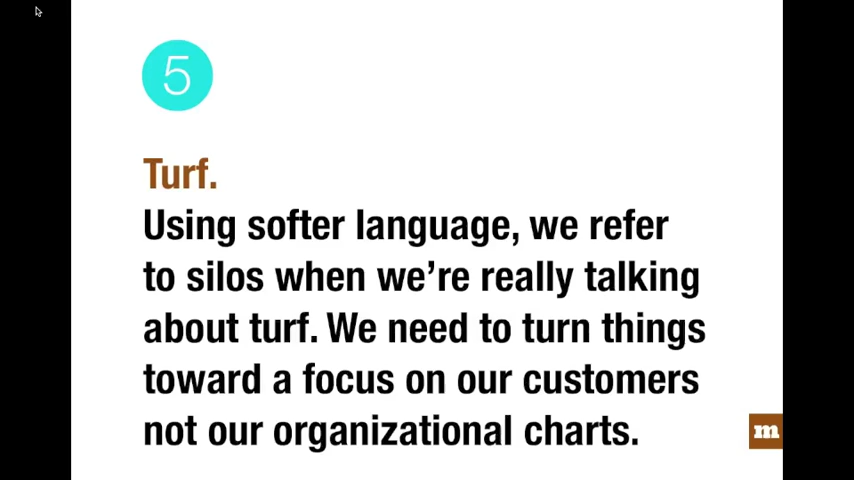 5
Turf.
Using softer language, we refer
to silos when we’re really talking
about turf. We need to turn things
toward a focus on our customers
not our organizational charts.
m